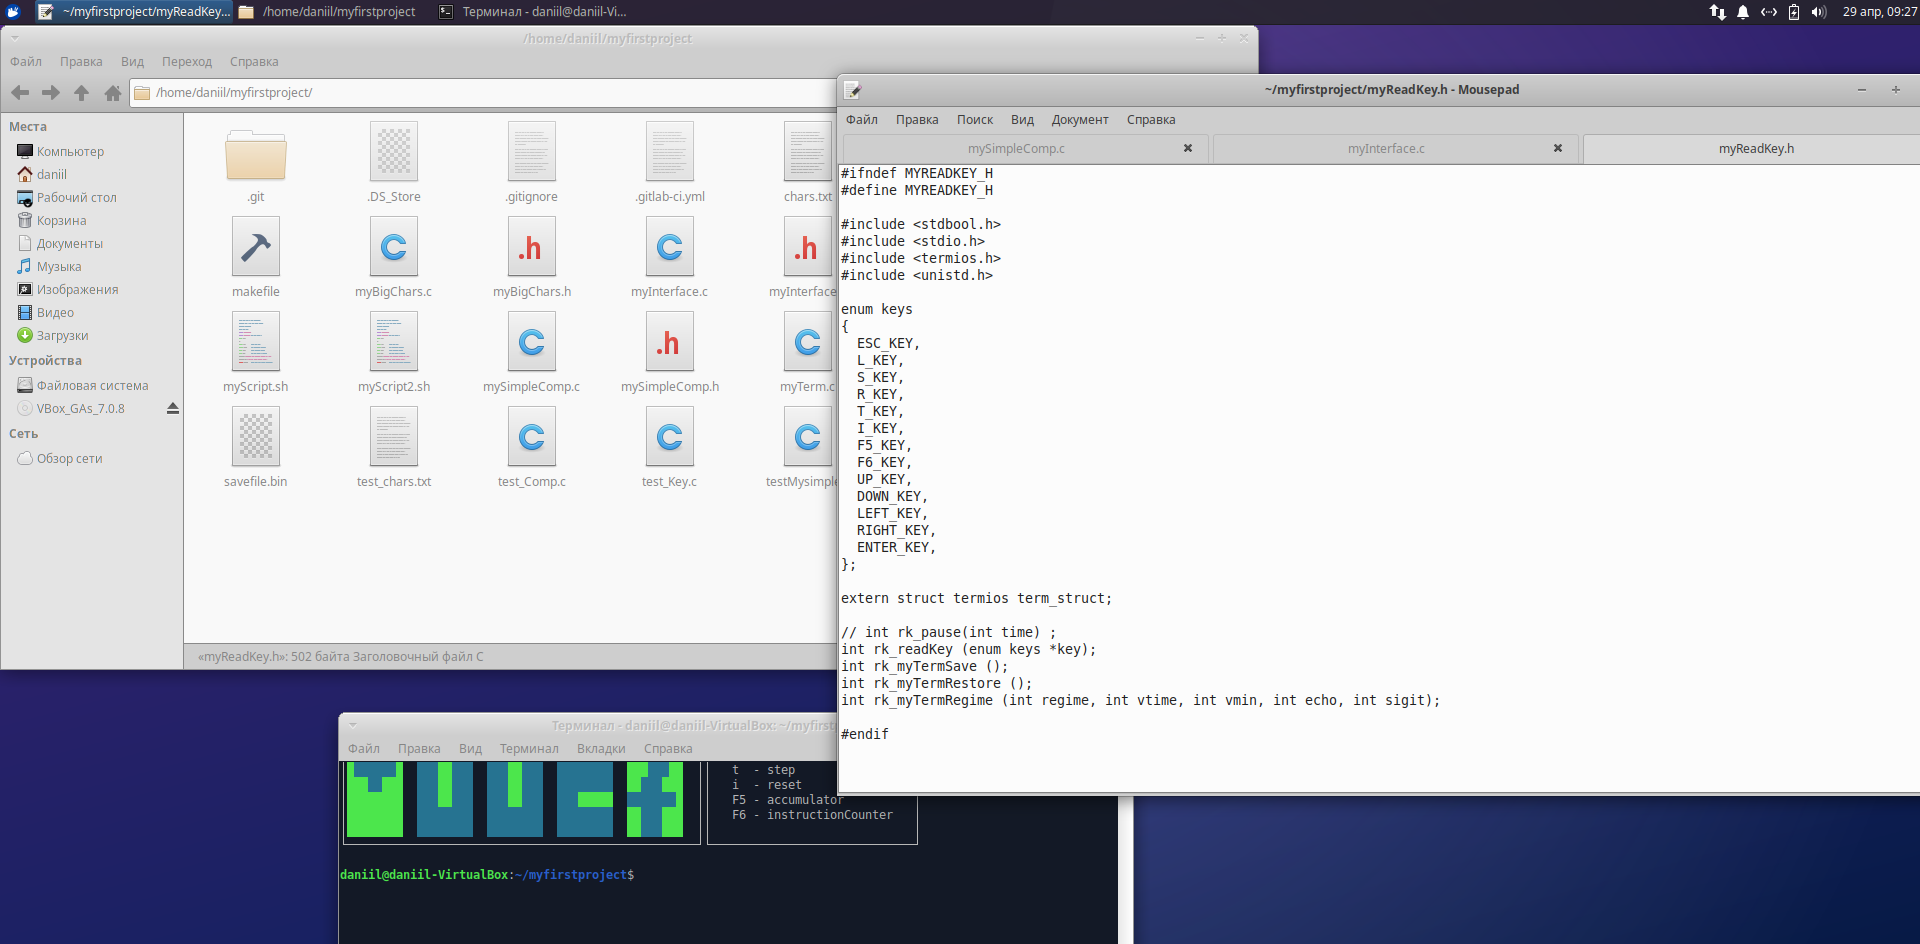 ~/myfirstproject/myReadKey...
/home/daniil/myfirstproject
Терминал - daniil@daniil-Vi...
29 апр, 09:27
/home/daniil/myfirstproject
Файл Правка Вид Переход Справка
/home/daniil/myfirstproject/
Места
Компьютер
daniil
Рабочий стол
Корзина
Документы
Музыка
Изображения
Видео
Загрузки
Устройства
Файловая система
VBox_GAs_7.0.8
Сеть
Обзор сети
.git .DS_Store .gitignore .gitlab-ci.yml chars.txt
makefile myBigChars.c myBigChars.h myInterface.c myInterface
myScript.sh myScript2.sh mySimpleComp.c mySimpleComp.h myTerm.c
savefile.bin test_chars.txt test_Comp.c test_Key.c testMysimple
«myReadKey.h»: 502 байта Заголовочный файл C
~/myfirstproject/myReadKey.h - Mousepad
Файл Правка Поиск Вид Документ Справка
mySimpleComp.c myInterface.c myReadKey.h
#ifndef MYREADKEY_H
#define MYREADKEY_H
#include <stdbool.h>
#include <stdio.h>
#include <termios.h>
#include <unistd.h>
enum keys
{
ESC_KEY,
L_KEY,
S_KEY,
R_KEY,
T_KEY,
I_KEY,
F5_KEY,
F6_KEY,
UP_KEY,
DOWN_KEY,
LEFT_KEY,
RIGHT_KEY,
ENTER_KEY,
};
extern struct termios term_struct;
// int rk_pause(int time) ;
int rk_readKey (enum keys *key);
int rk_myTermSave ();
int rk_myTermRestore ();
int rk_myTermRegime (int regime, int vtime, int vmin, int echo, int sigit);
#endif
Терминал - daniil@daniil-VirtualBox: ~/myfirst
Файл Правка Вид Терминал Вкладки Справка
t - step
i - reset
F5 - accumulator
F6 - instructionCounter
daniil@daniil-VirtualBox:~/myfirstproject$